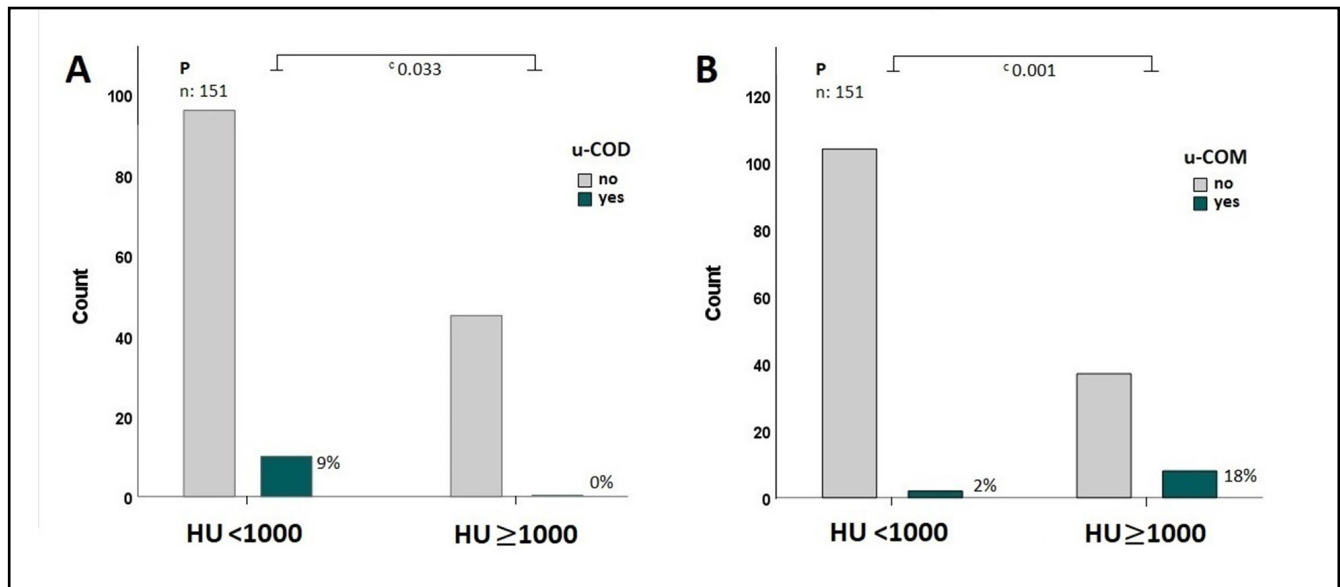 A
P
n: 151
ᶜ 0.033
100
80
60
40
20
0
Count
u-COD
no
yes
9%
0%
HU <1000
HU ≥1000
B
P
n: 151
ᶜ 0.001
120
100
80
60
40
20
0
Count
u-COM
no
yes
2%
18%
HU <1000
HU ≥1000